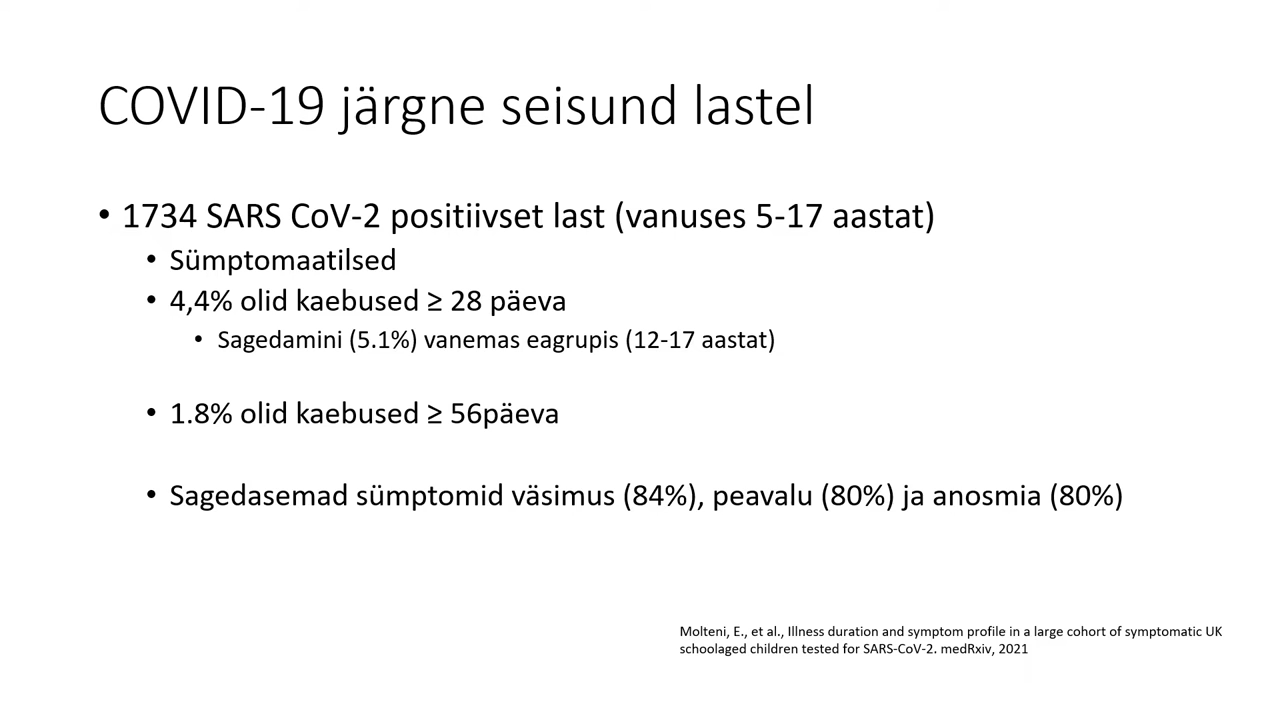 COVID-19 järgne seisund lastel
• 1734 SARS CoV-2 positiivset last (vanuses 5-17 aastat)
• Sümptomaatilsed
• 4,4% olid kaebused ≥ 28 päeva
• Sagedamini (5.1%) vanemas eagrupis (12-17 aastat)
• 1.8% olid kaebused ≥ 56päeva
• Sagedasemad sümptomid väsimus (84%), peavalu (80%) ja anosmia (80%)
Molteni, E., et al., Illness duration and symptom profile in a large cohort of symptomatic UK
schoolaged children tested for SARS-CoV-2. medRxiv, 2021